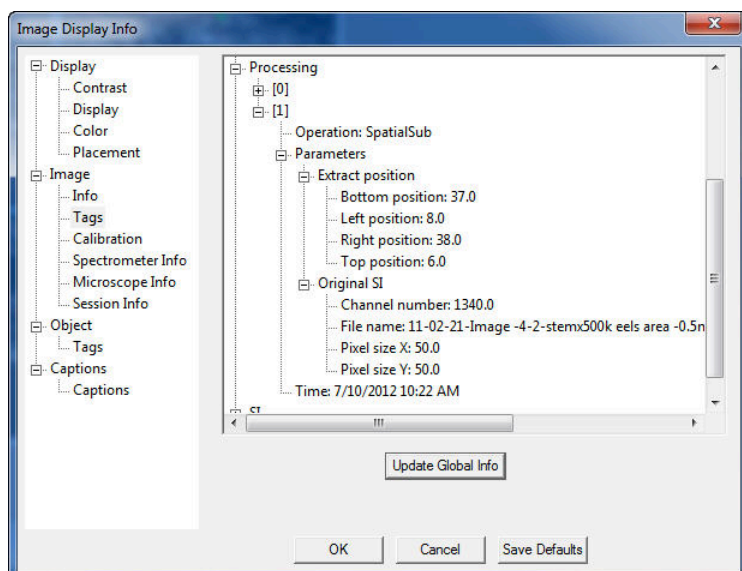 Image Display Info
Display
Contrast
Display
Color
Placement
Image
Info
Tags
Calibration
Spectrometer Info
Microscope Info
Session Info
Object
Tags
Captions
Captions
Processing
[0]
[1]
Operation: SpatialSub
Parameters
Extract position
Bottom position: 37.0
Left position: 8.0
Right position: 38.0
Top position: 6.0
Original SI
Channel number: 1340.0
File name: 11-02-21-Image -4-2-stemx500k eels area -0.5n
Pixel size X: 50.0
Pixel size Y: 50.0
Time: 7/10/2012 10:22 AM
SI
Update Global Info
OK Cancel Save Defaults